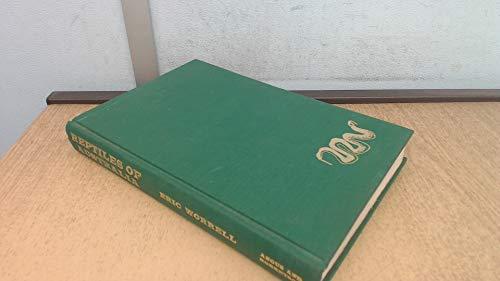 REPTILES OF
AUSTRALIA
ERIC WORRELL
ANGUS AND
ROBERTSON